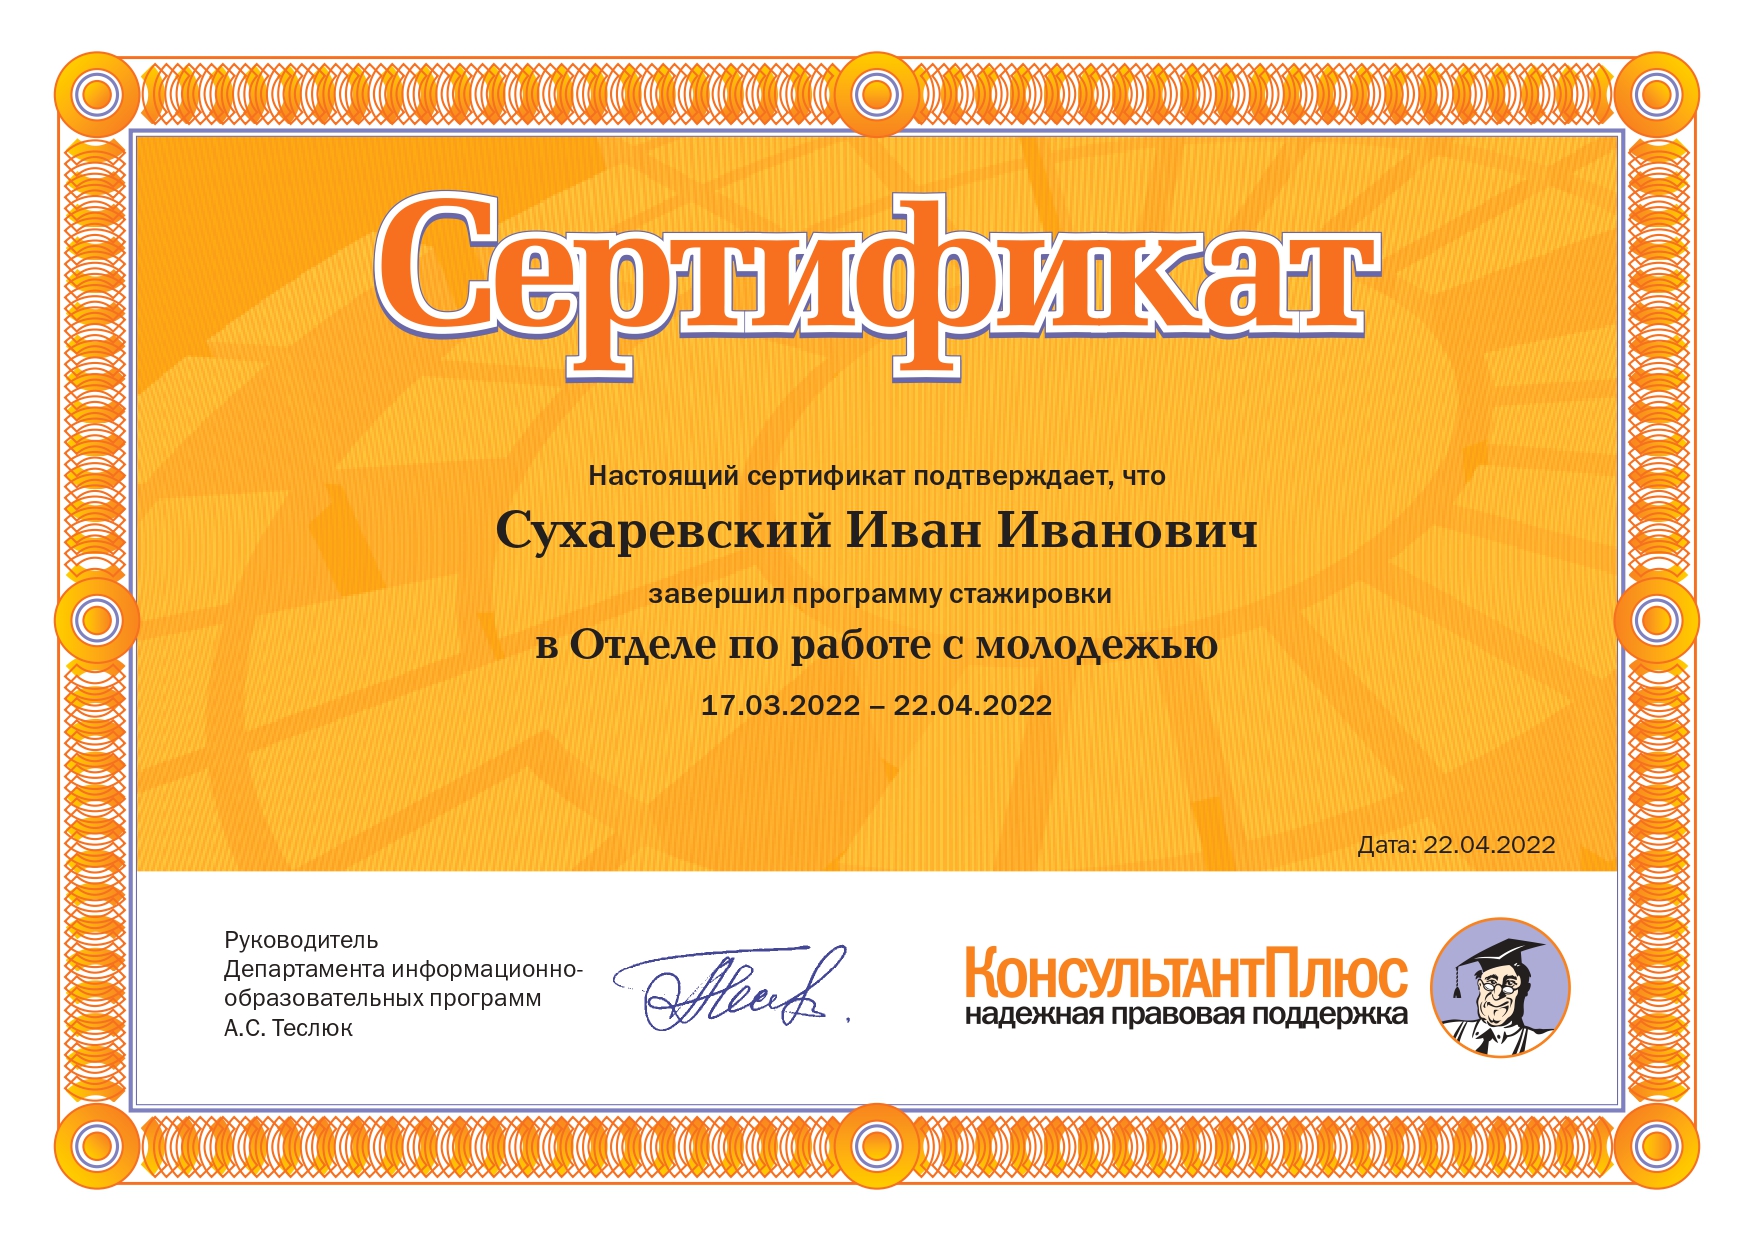 Сертификат
Настоящий сертификат подтверждает, что
Сухаревский Иван Иванович
завершил программу стажировки
в Отделе по работе с молодежью
17.03.2022 – 22.04.2022
Дата: 22.04.2022
Руководитель
Департамента информационно-
образовательных программ
А.С. Теслюк
КонсультантПлюс
надежная правовая поддержка